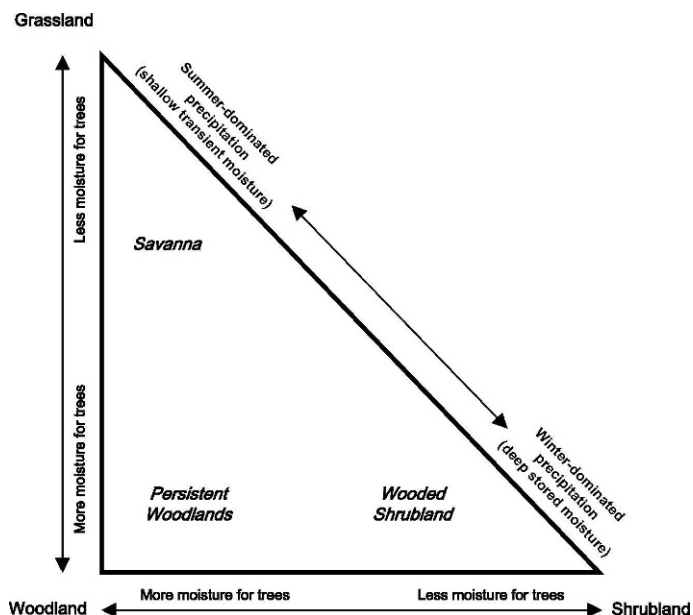 Grassland
Summer-dominated
precipitation
(shallow transient moisture)
Less moisture for trees
Savanna
More moisture for trees
Persistent
Woodlands
Wooded
Shrubland
Winter-dominated
precipitation
(deep stored moisture)
Woodland
More moisture for trees
Less moisture for trees
Shrubland